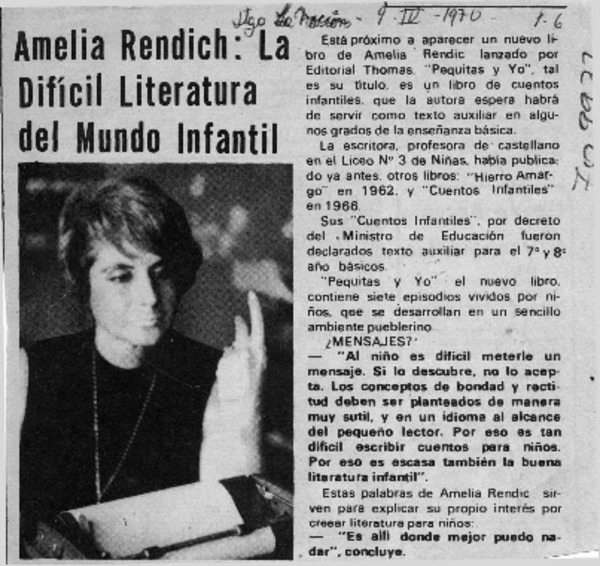 Stgo La Nación - 9-III-1970 1-6
Amelia Rendich: La
Difícil Literatura
del Mundo Infantil
Está próximo a aparecer un nuevo li-
bro de Amelia Rendic lanzado por
Editorial Thomas. "Pequitas y Yo", tal
es su título, es un libro de cuentos
infantiles, que la autora espera habrá
de servir como texto auxiliar en algu-
nos grados de la enseñanza básica.
La escritora, profesora de castellano
en el Liceo Nº 3 de Niñas, había publica-
do ya antes, otros libros: "Hierro Amar-
go" en 1962, y "Cuentos Infantiles"
en 1966.
Sus "Cuentos Infantiles", por decreto
del Ministro de Educación fueron
declarados texto auxiliar para el 7º y 8º
año básicos.
"Pequitas y Yo" el nuevo libro,
contiene siete episodios vividos por ni-
ños, que se desarrollan en un sencillo
ambiente pueblerino.
¿MENSAJES?
— "Al niño es dificil meterle un
mensaje. Si lo descubre, no lo acep-
ta. Los conceptos de bondad y recti-
tud deben ser planteados de manera
muy sutil, y en un idioma al alcance
del pequeño lector. Por eso es tan
dificil escribir cuentos para niños.
Por eso es escasa también la buena
literatura infantil".
Estas palabras de Amelia Rendic sir-
ven para explicar su propio interés por
creear literatura para niños:
— "Es allí donde mejor puedo na-
dar", concluye.